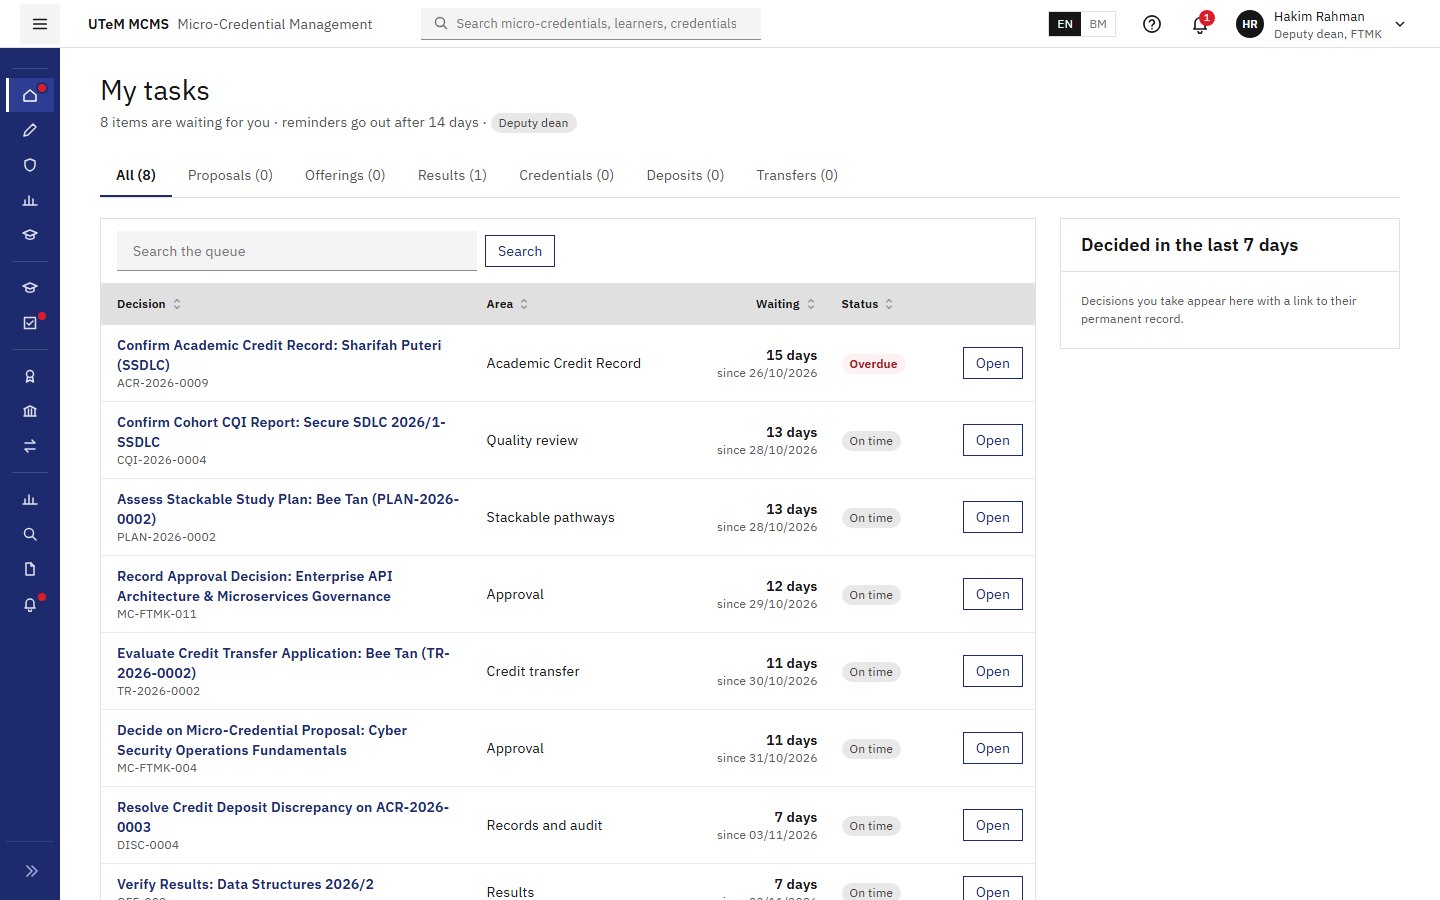 UTeM MCMS Micro-Credential Management
Search micro-credentials, learners, credentials
EN BM
1
HR
Hakim Rahman
Deputy dean, FTMK
My tasks
8 items are waiting for you · reminders go out after 14 days · Deputy dean
All (8) Proposals (0) Offerings (0) Results (1) Credentials (0) Deposits (0) Transfers (0)
Search the queue Search
Decision Area Waiting Status
Confirm Academic Credit Record: Sharifah Puteri
(SSDLC)
ACR-2026-0009
Academic Credit Record
15 days
since 26/10/2026
Overdue
Open
Confirm Cohort CQI Report: Secure SDLC 2026/1-
SSDLC
CQI-2026-0004
Quality review
13 days
since 28/10/2026
On time
Open
Assess Stackable Study Plan: Bee Tan (PLAN-2026-
0002)
PLAN-2026-0002
Stackable pathways
13 days
since 28/10/2026
On time
Open
Record Approval Decision: Enterprise API
Architecture & Microservices Governance
MC-FTMK-011
Approval
12 days
since 29/10/2026
On time
Open
Evaluate Credit Transfer Application: Bee Tan (TR-
2026-0002)
TR-2026-0002
Credit transfer
11 days
since 30/10/2026
On time
Open
Decide on Micro-Credential Proposal: Cyber
Security Operations Fundamentals
MC-FTMK-004
Approval
11 days
since 31/10/2026
On time
Open
Resolve Credit Deposit Discrepancy on ACR-2026-
0003
DISC-0004
Records and audit
7 days
since 03/11/2026
On time
Open
Verify Results: Data Structures 2026/2
Results
7 days
On time
Open
Decided in the last 7 days
Decisions you take appear here with a link to their
permanent record.